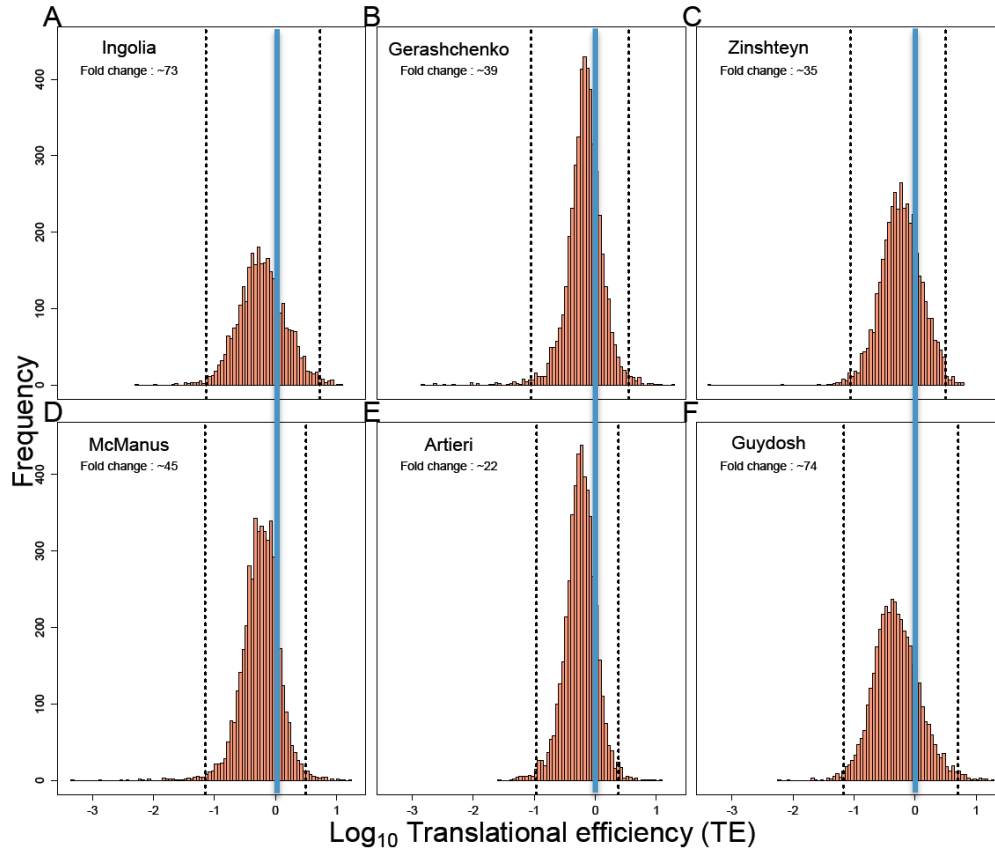 A
Ingolia
Fold change : ~73
B
Gerashchenko
Fold change : ~39
C
Zinshteyn
Fold change : ~35
400
300
200
100
0
D
McManus
Fold change : ~45
E
Artieri
Fold change : ~22
F
Guydosh
Fold change : ~74
400
300
200
100
0
Frequency
-3 -2 -1 0 1
-3 -2 -1 0 1
-3 -2 -1 0 1
Log10 Translational efficiency (TE)